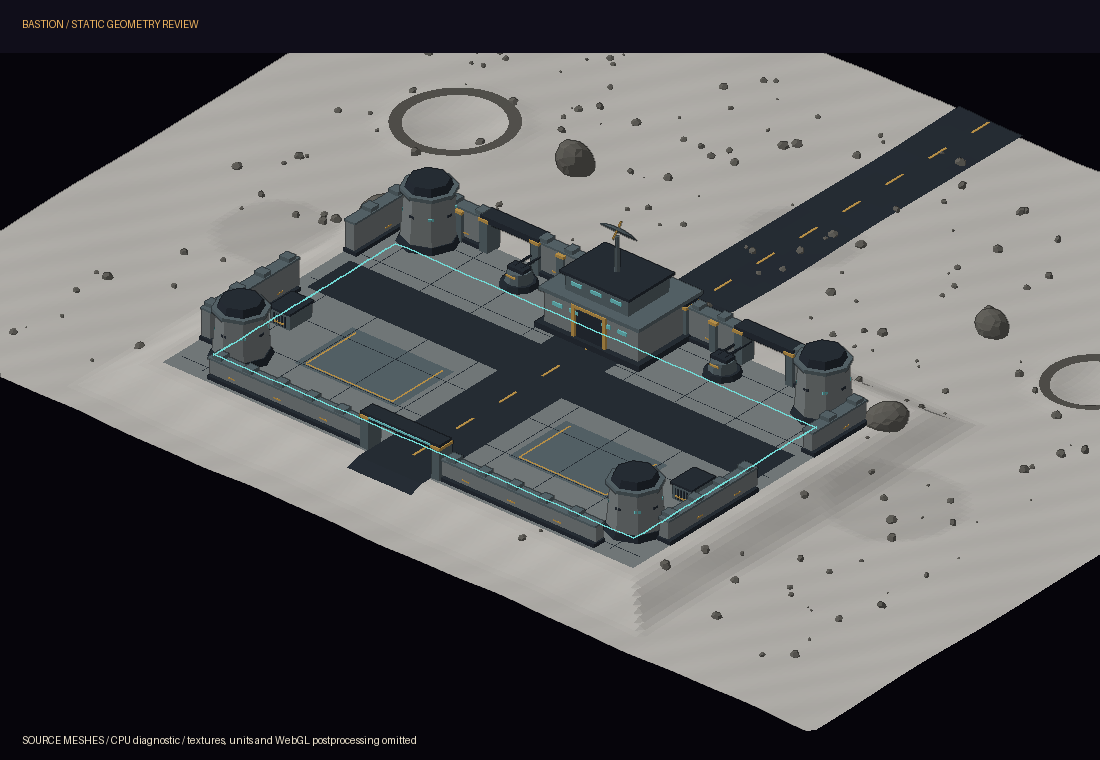 BASTION / STATIC GEOMETRY REVIEW
SOURCE MESHES / CPU diagnostic / textures, units and WebGL postprocessing omitted